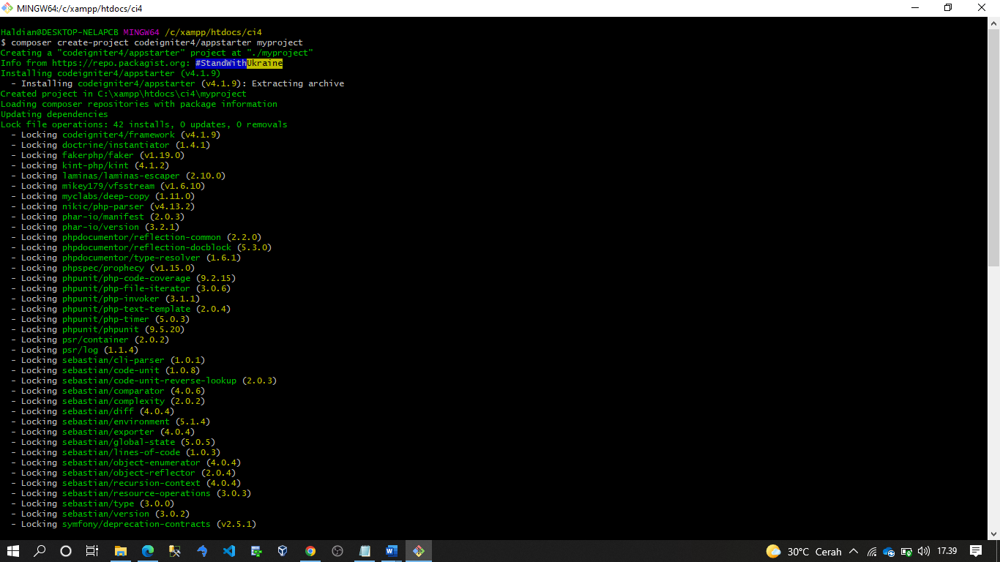 MINGW64:/c/xampp/htdocs/ci4
Haldian@DESKTOP-NELAPCB MINGW64 /c/xampp/htdocs/ci4
$ composer create-project codeigniter4/appstarter myproject
Creating a "codeigniter4/appstarter" project at "./myproject"
Info from https://repo.packagist.org: #StandWithUkraine
Installing codeigniter4/appstarter (v4.1.9)
  - Installing codeigniter4/appstarter (v4.1.9): Extracting archive
Created project in C:\xampp\htdocs\ci4\myproject
Loading composer repositories with package information
Updating dependencies
Lock file operations: 42 installs, 0 updates, 0 removals
  - Locking codeigniter4/framework (v4.1.9)
  - Locking doctrine/instantiator (1.4.1)
  - Locking fakerphp/faker (v1.19.0)
  - Locking kint-php/kint (4.1.2)
  - Locking laminas/laminas-escaper (2.10.0)
  - Locking mikey179/vfsstream (v1.6.10)
  - Locking myclabs/deep-copy (1.11.0)
  - Locking nikic/php-parser (v4.13.2)
  - Locking phar-io/manifest (2.0.3)
  - Locking phar-io/version (3.2.1)
  - Locking phpdocumentor/reflection-common (2.2.0)
  - Locking phpdocumentor/reflection-docblock (5.3.0)
  - Locking phpdocumentor/type-resolver (1.6.1)
  - Locking phpspec/prophecy (v1.15.0)
  - Locking phpunit/php-code-coverage (9.2.15)
  - Locking phpunit/php-file-iterator (3.0.6)
  - Locking phpunit/php-invoker (3.1.1)
  - Locking phpunit/php-text-template (2.0.4)
  - Locking phpunit/php-timer (5.0.3)
  - Locking phpunit/phpunit (9.5.20)
  - Locking psr/container (2.0.2)
  - Locking psr/log (1.1.4)
  - Locking sebastian/cli-parser (1.0.1)
  - Locking sebastian/code-unit (1.0.8)
  - Locking sebastian/code-unit-reverse-lookup (2.0.3)
  - Locking sebastian/comparator (4.0.6)
  - Locking sebastian/complexity (2.0.2)
  - Locking sebastian/diff (4.0.4)
  - Locking sebastian/environment (5.1.4)
  - Locking sebastian/exporter (4.0.4)
  - Locking sebastian/global-state (5.0.5)
  - Locking sebastian/lines-of-code (1.0.3)
  - Locking sebastian/object-enumerator (4.0.4)
  - Locking sebastian/object-reflector (2.0.4)
  - Locking sebastian/recursion-context (4.0.4)
  - Locking sebastian/resource-operations (3.0.3)
  - Locking sebastian/type (3.0.0)
  - Locking sebastian/version (3.0.2)
  - Locking symfony/deprecation-contracts (v2.5.1)
30°C Cerah 17.39